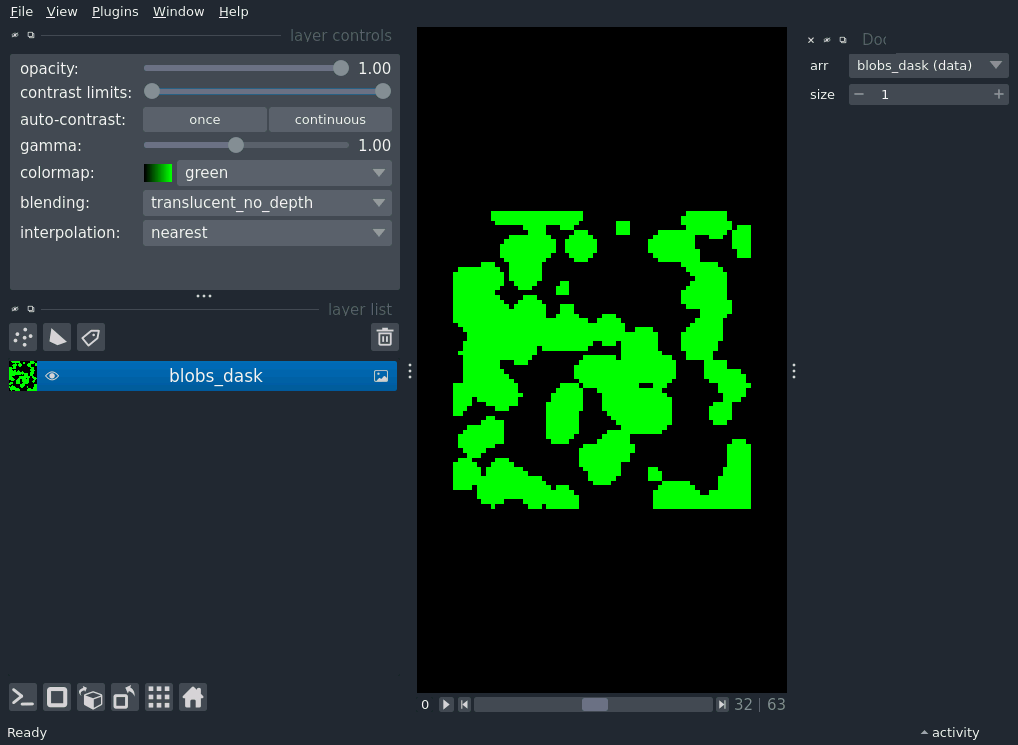 File View Plugins Window Help
layer controls
opacity: 1.00
contrast limits:
auto-contrast: once continuous
gamma: 1.00
colormap: green
blending: translucent_no_depth
interpolation: nearest
layer list
blobs_dask
0 32 | 63
Ready
activity
arr blobs_dask (data)
size 1